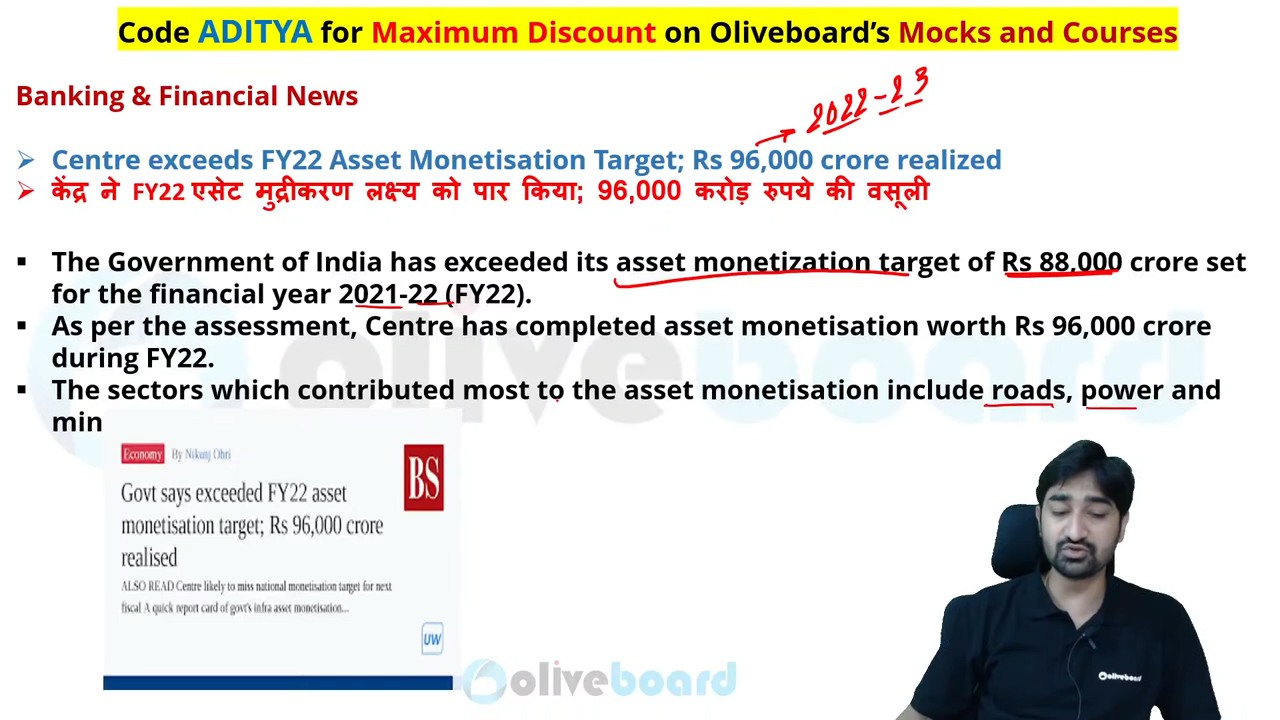 Code ADITYA for Maximum Discount on Oliveboard's Mocks and Courses
Banking & Financial News
2022-23
➢ Centre exceeds FY22 Asset Monetisation Target; Rs 96,000 crore realized
➢ केंद्र ने FY22 एसेट मुद्रीकरण लक्ष्य को पार किया; 96,000 करोड़ रुपये की वसूली
▪ The Government of India has exceeded its asset monetization target of Rs 88,000 crore set
for the financial year 2021-22 (FY22).
▪ As per the assessment, Centre has completed asset monetisation worth Rs 96,000 crore
during FY22.
▪ The sectors which contributed most to the asset monetisation include roads, power and
min
Economy By Nikunj Ohri
BS
Govt says exceeded FY22 asset
monetisation target; Rs 96,000 crore
realised
ALSO READ Centre likely to miss national monetisation target for next
fiscal A quick report card of govt's infra asset monetisation...
UW
oliveboard
oliveboard
oliveboard